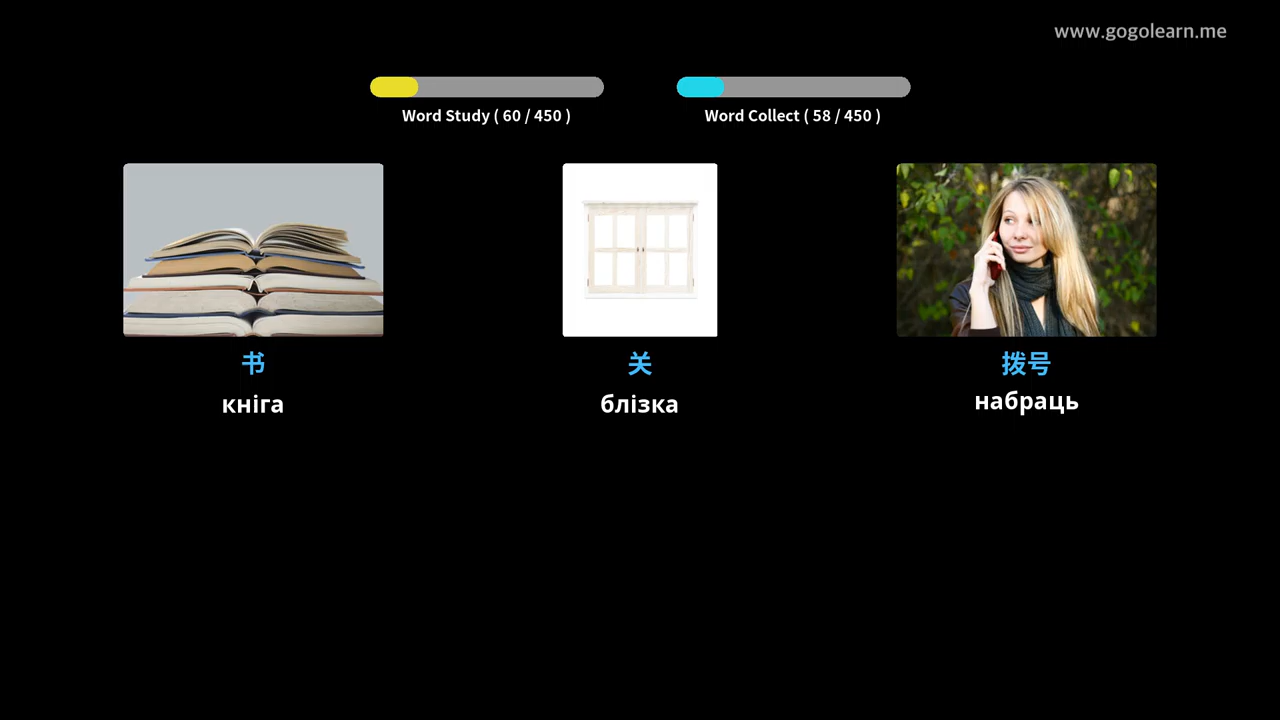 www.gogolearn.me
Word Study ( 60 / 450 )
Word Collect ( 58 / 450 )
书
关
拨号
кніга
блізка
набраць